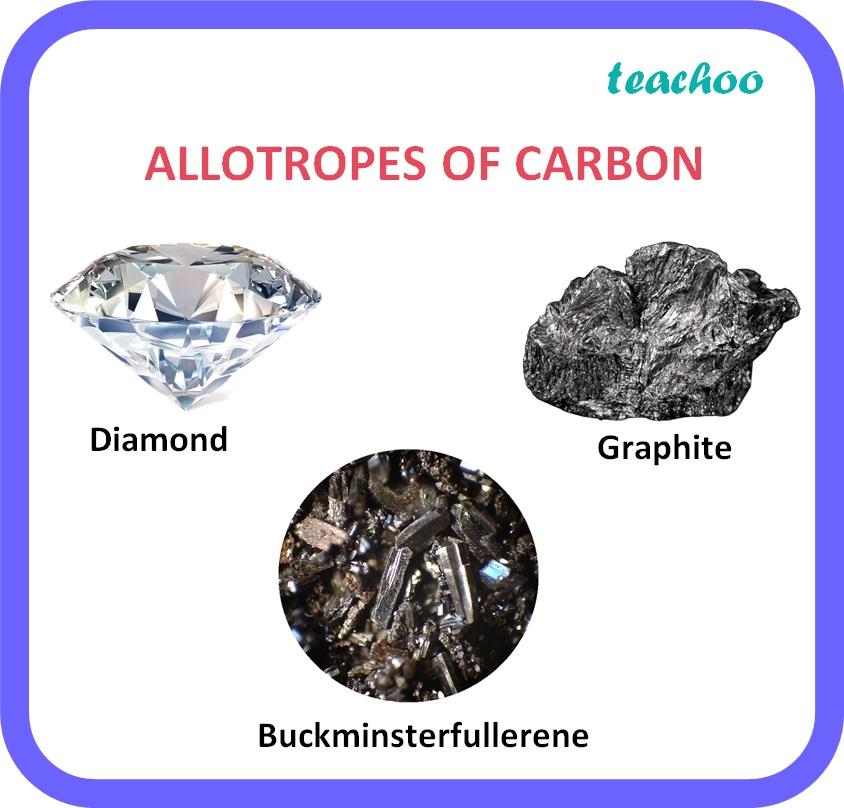 teachoo
ALLOTROPES OF CARBON
Diamond
Graphite
Buckminsterfullerene